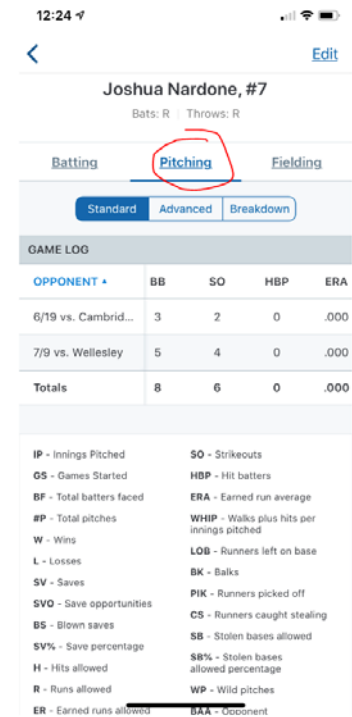 12:24
Edit
Joshua Nardone, #7
Bats: R | Throws: R
Batting Pitching Fielding
Standard Advanced Breakdown
GAME LOG
OPPONENT BB SO HBP ERA
6/19 vs. Cambrid... 3 2 0 .000
7/9 vs. Wellesley 5 4 0 .000
Totals 8 6 0 .000
IP - Innings Pitched
GS - Games Started
BF - Total batters faced
#P - Total pitches
W - Wins
L - Losses
SV - Saves
SVO - Save opportunities
BS - Blown saves
SV% - Save percentage
H - Hits allowed
R - Runs allowed
ER - Earned runs allowed
SO - Strikeouts
HBP - Hit batters
ERA - Earned run average
WHIP - Walks plus hits per
innings pitched
LOB - Runners left on base
BK - Balks
PIK - Runners picked off
CS - Runners caught stealing
SB - Stolen bases allowed
SB% - Stolen bases
allowed percentage
WP - Wild pitches
BAA - Opponent